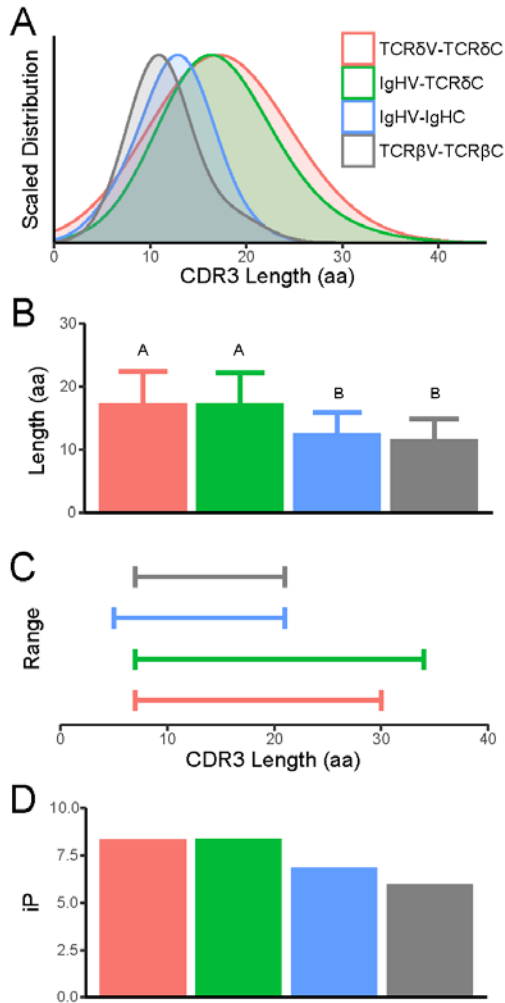 A
Scaled Distribution
TCRδV-TCRδC
IgHV-TCRδC
IgHV-IgHC
TCRβV-TCRβC
0 10 20 30 40
CDR3 Length (aa)
B
Length (aa)
30
20
10
0
A A B B
C
Range
0 10 20 30 40
CDR3 Length (aa)
D
iP
10.0
7.5
5.0
2.5
0.0